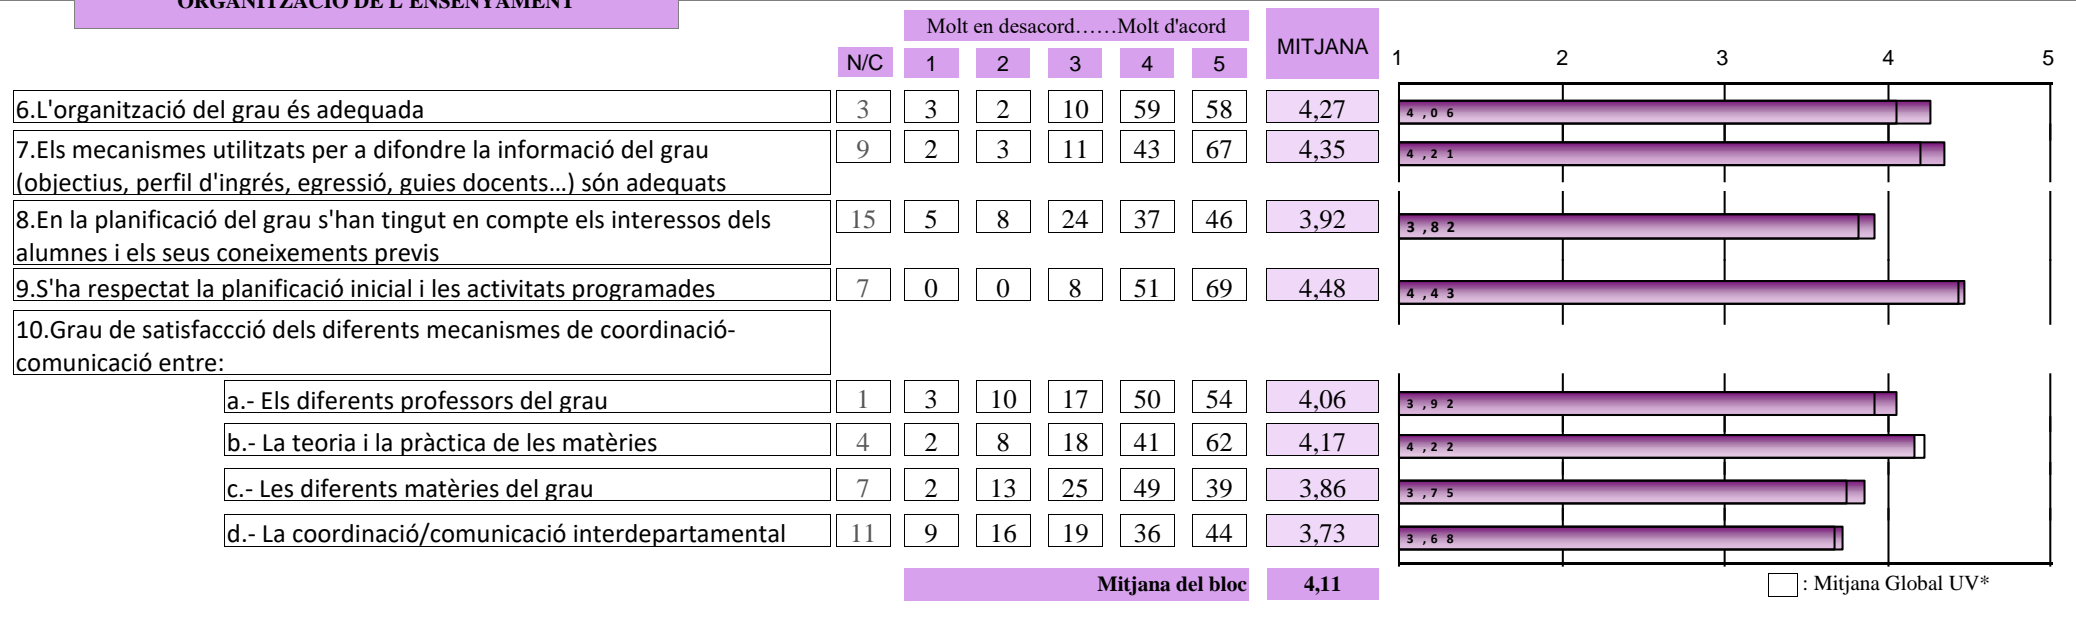 ORGANITZACIÓ DE L'ENSENYAMENT
Molt en desacord……Molt d'acord
MITJANA
N/C 1 2 3 4 5
1 2 3 4 5
6.L'organització del grau és adequada 3 3 2 10 59 58 4,27 4,06
7.Els mecanismes utilitzats per a difondre la informació del grau
(objectius, perfil d'ingrés, egressió, guies docents…) són adequats 9 2 3 11 43 67 4,35 4,21
8.En la planificació del grau s'han tingut en compte els interessos dels
alumnes i els seus coneixements previs 15 5 8 24 37 46 3,92 3,82
9.S'ha respectat la planificació inicial i les activitats programades 7 0 0 8 51 69 4,48 4,43
10.Grau de satisfaccció dels diferents mecanismes de coordinació-
comunicació entre:
a.- Els diferents professors del grau 1 3 10 17 50 54 4,06 3,92
b.- La teoria i la pràctica de les matèries 4 2 8 18 41 62 4,17 4,22
c.- Les diferents matèries del grau 7 2 13 25 49 39 3,86 3,75
d.- La coordinació/comunicació interdepartamental 11 9 16 19 36 44 3,73 3,68
Mitjana del bloc 4,11
: Mitjana Global UV*